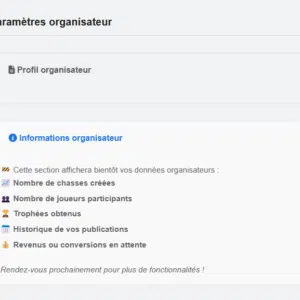 aramètres organisateur
Profil organisateur
Informations organisateur
Cette section affichera bientôt vos données organisateurs :
Nombre de chasses créées
Nombre de joueurs participants
Trophées obtenus
Historique de vos publications
Revenus ou conversions en attente
Rendez-vous prochainement pour plus de fonctionnalités !